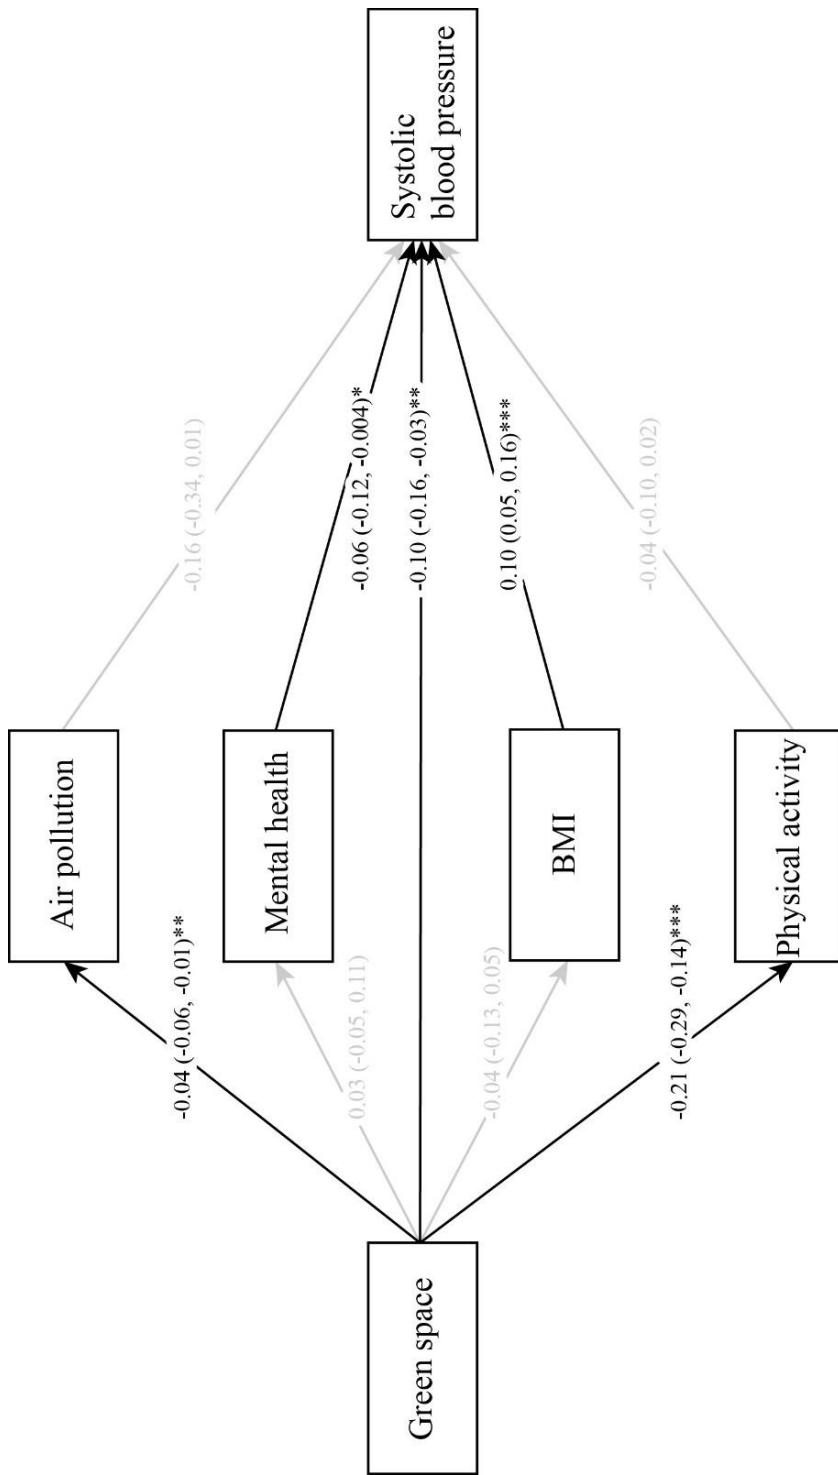 Green space
-0.04 (-0.06, -0.01)**
0.03 (-0.05, 0.11)
-0.04 (-0.13, 0.05)
-0.21 (-0.29, -0.14)***
Air pollution
Mental health
BMI
Physical activity
-0.16 (-0.34, 0.01)
-0.06 (-0.12, -0.004)*
-0.10 (-0.16, -0.03)**
0.10 (0.05, 0.16)***
-0.04 (-0.10, 0.02)
Systolic
blood pressure